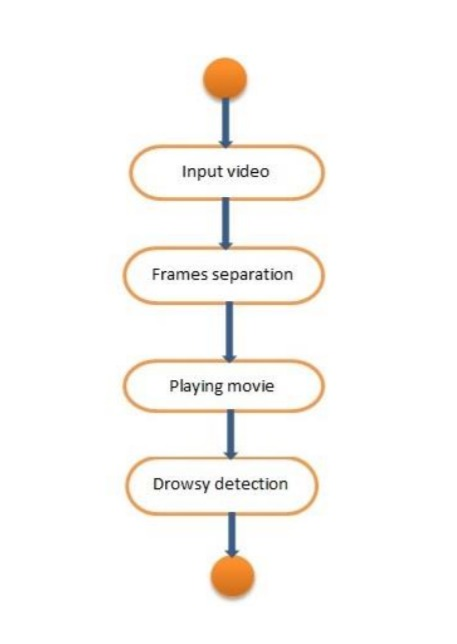 Input video
Frames separation
Playing movie
Drowsy detection